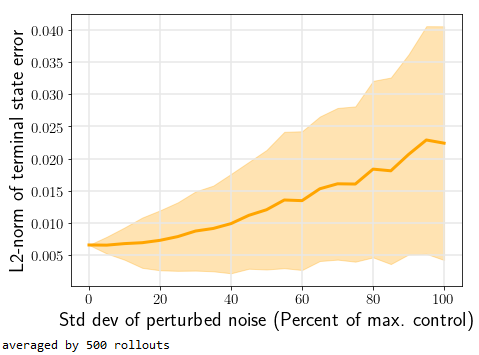 L2-norm of terminal state error
0.040
0.035
0.030
0.025
0.020
0.015
0.010
0.005
0 20 40 60 80 100
Std dev of perturbed noise (Percent of max. control)
averaged by 500 rollouts